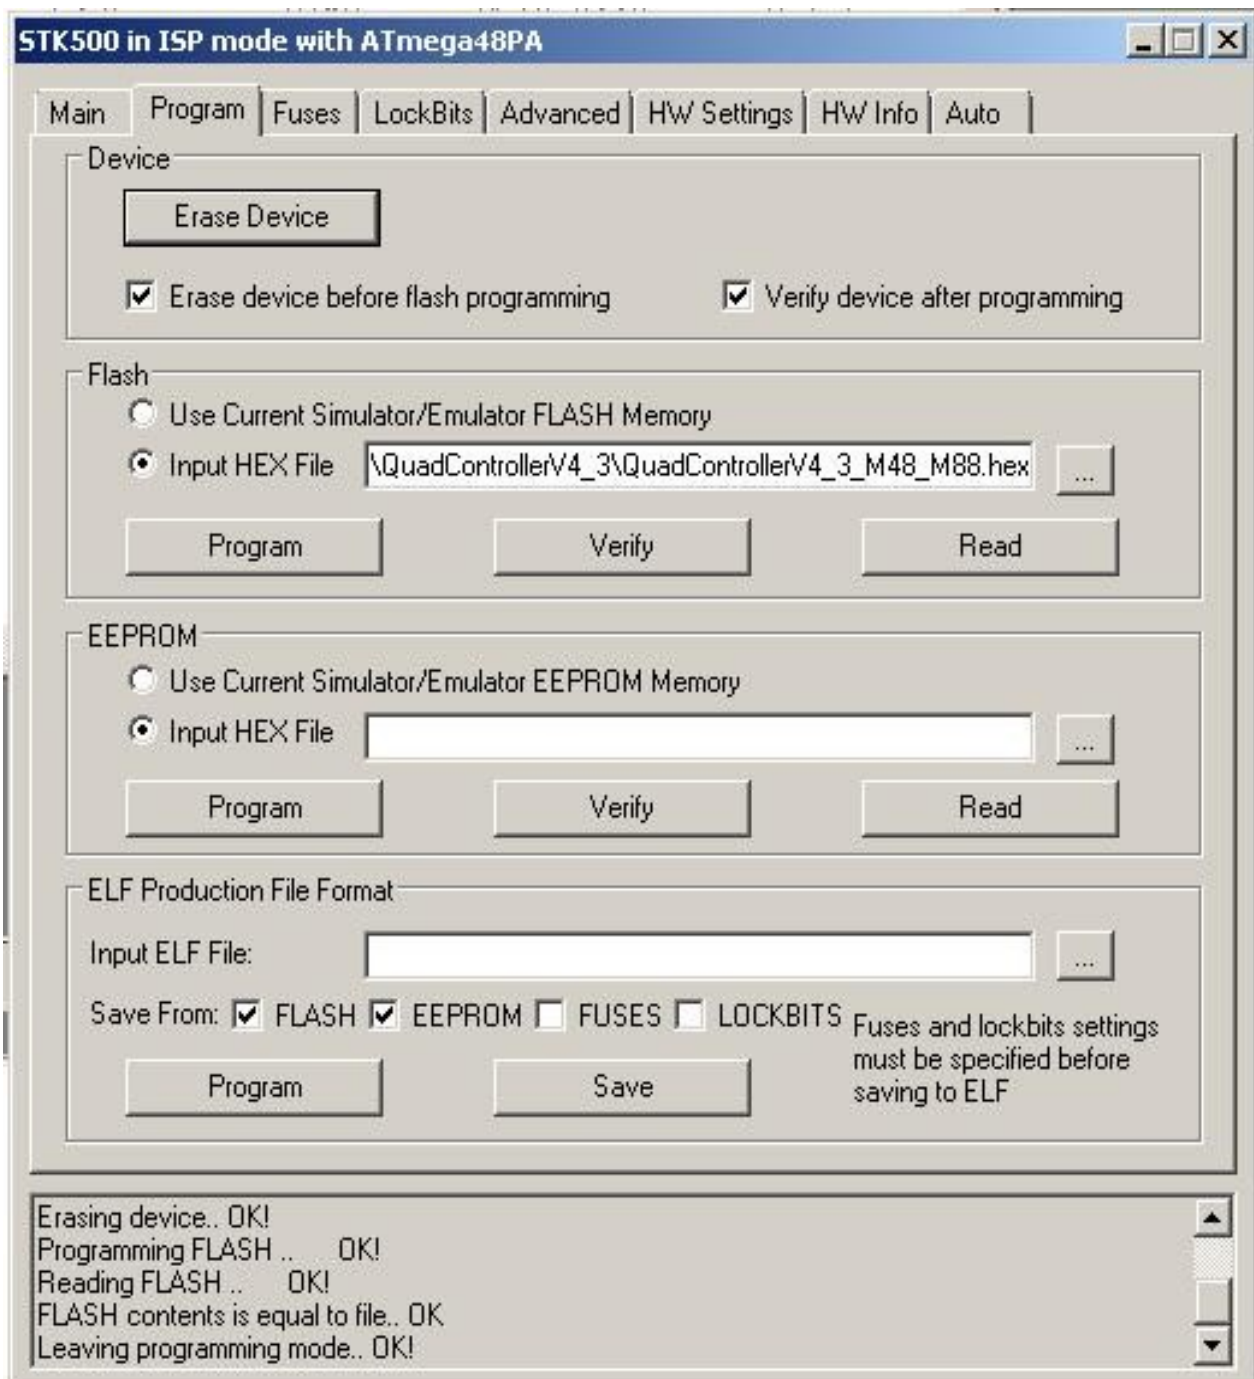 STK500 in ISP mode with ATmega48PA
Main Program Fuses LockBits Advanced HW Settings HW Info Auto
Device
Erase Device
Erase device before flash programming Verify device after programming
Flash
Use Current Simulator/Emulator FLASH Memory
Input HEX File \QuadControllerV4_3\QuadControllerV4_3_M48_M88.hex ...
Program Verify Read
EEPROM
Use Current Simulator/Emulator EEPROM Memory
Input HEX File ...
Program Verify Read
ELF Production File Format
Input ELF File: ...
Save From: FLASH EEPROM FUSES LOCKBITS
Fuses and lockbits settings
must be specified before
saving to ELF
Program Save
Erasing device.. OK!
Programming FLASH .. OK!
Reading FLASH .. OK!
FLASH contents is equal to file.. OK
Leaving programming mode.. OK!